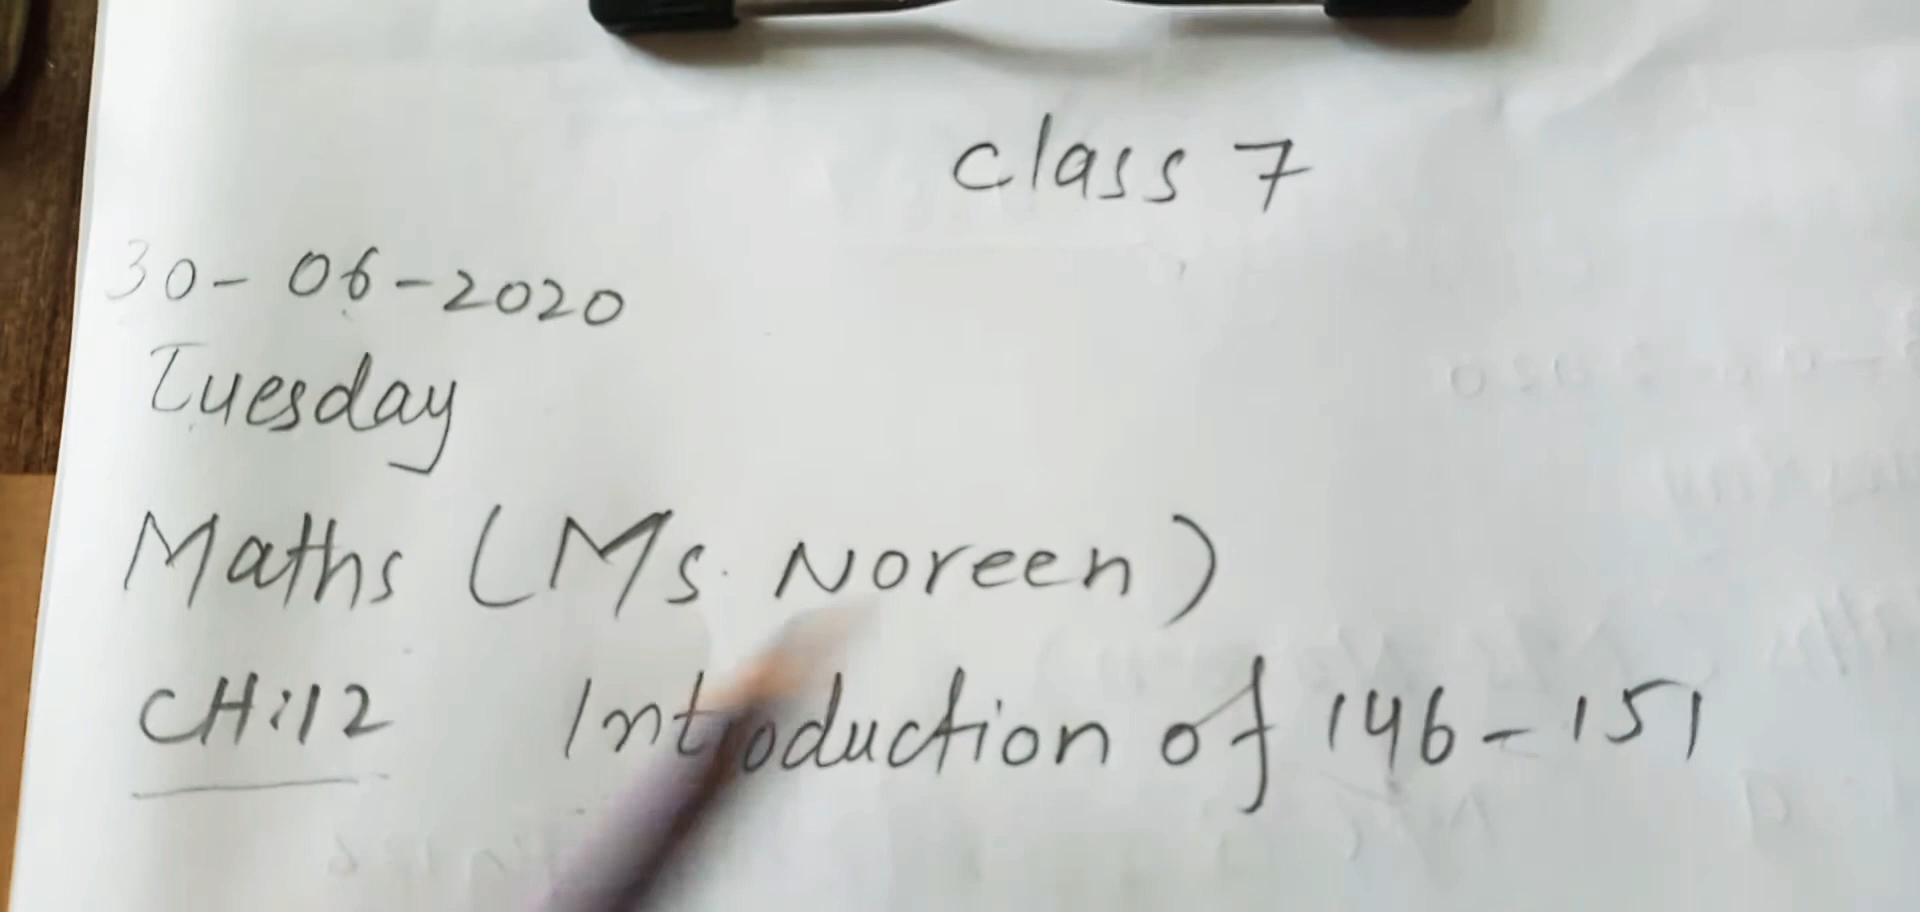 class 7
30-06-2020
Tuesday
Maths (Ms. Noreen)
CH:12 Introduction of 146-151